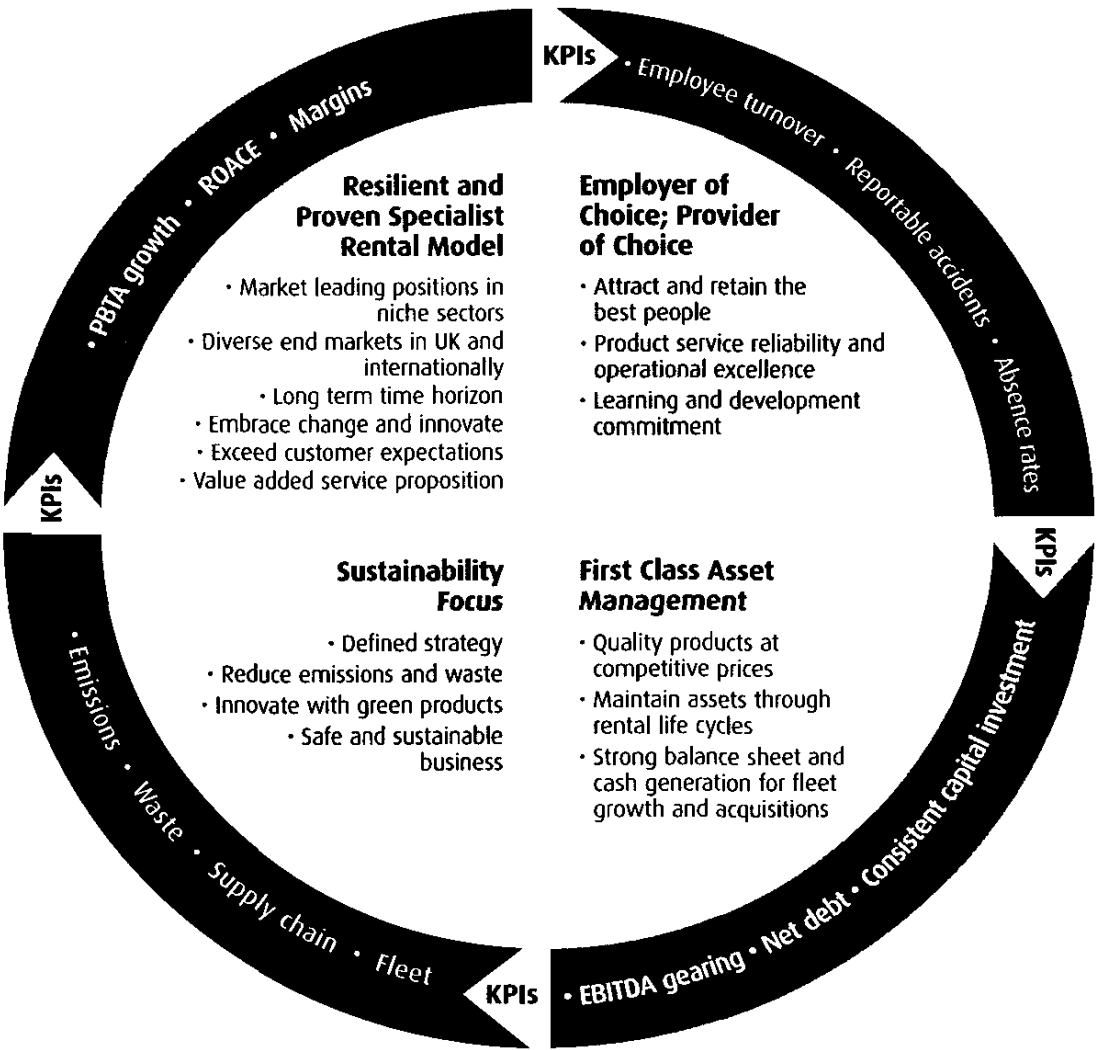 KPIs
• PBTA growth • ROACE • Margins
Resilient and
Proven Specialist
Rental Model
• Market leading positions in
niche sectors
• Diverse end markets in UK and
internationally
• Long term time horizon
• Embrace change and innovate
• Exceed customer expectations
• Value added service proposition
KPIs
• Employee turnover • Reportable accidents • Absence rates
Employer of
Choice; Provider
of Choice
• Attract and retain the
best people
• Product service reliability and
operational excellence
• Learning and development
commitment
KPIs
• EBITDA gearing • Net debt • Consistent capital investment
First Class Asset
Management
• Quality products at
competitive prices
• Maintain assets through
rental life cycles
• Strong balance sheet and
cash generation for fleet
growth and acquisitions
KPIs
• Emissions • Waste • Supply chain • Fleet
Sustainability
Focus
• Defined strategy
• Reduce emissions and waste
• Innovate with green products
• Safe and sustainable
business